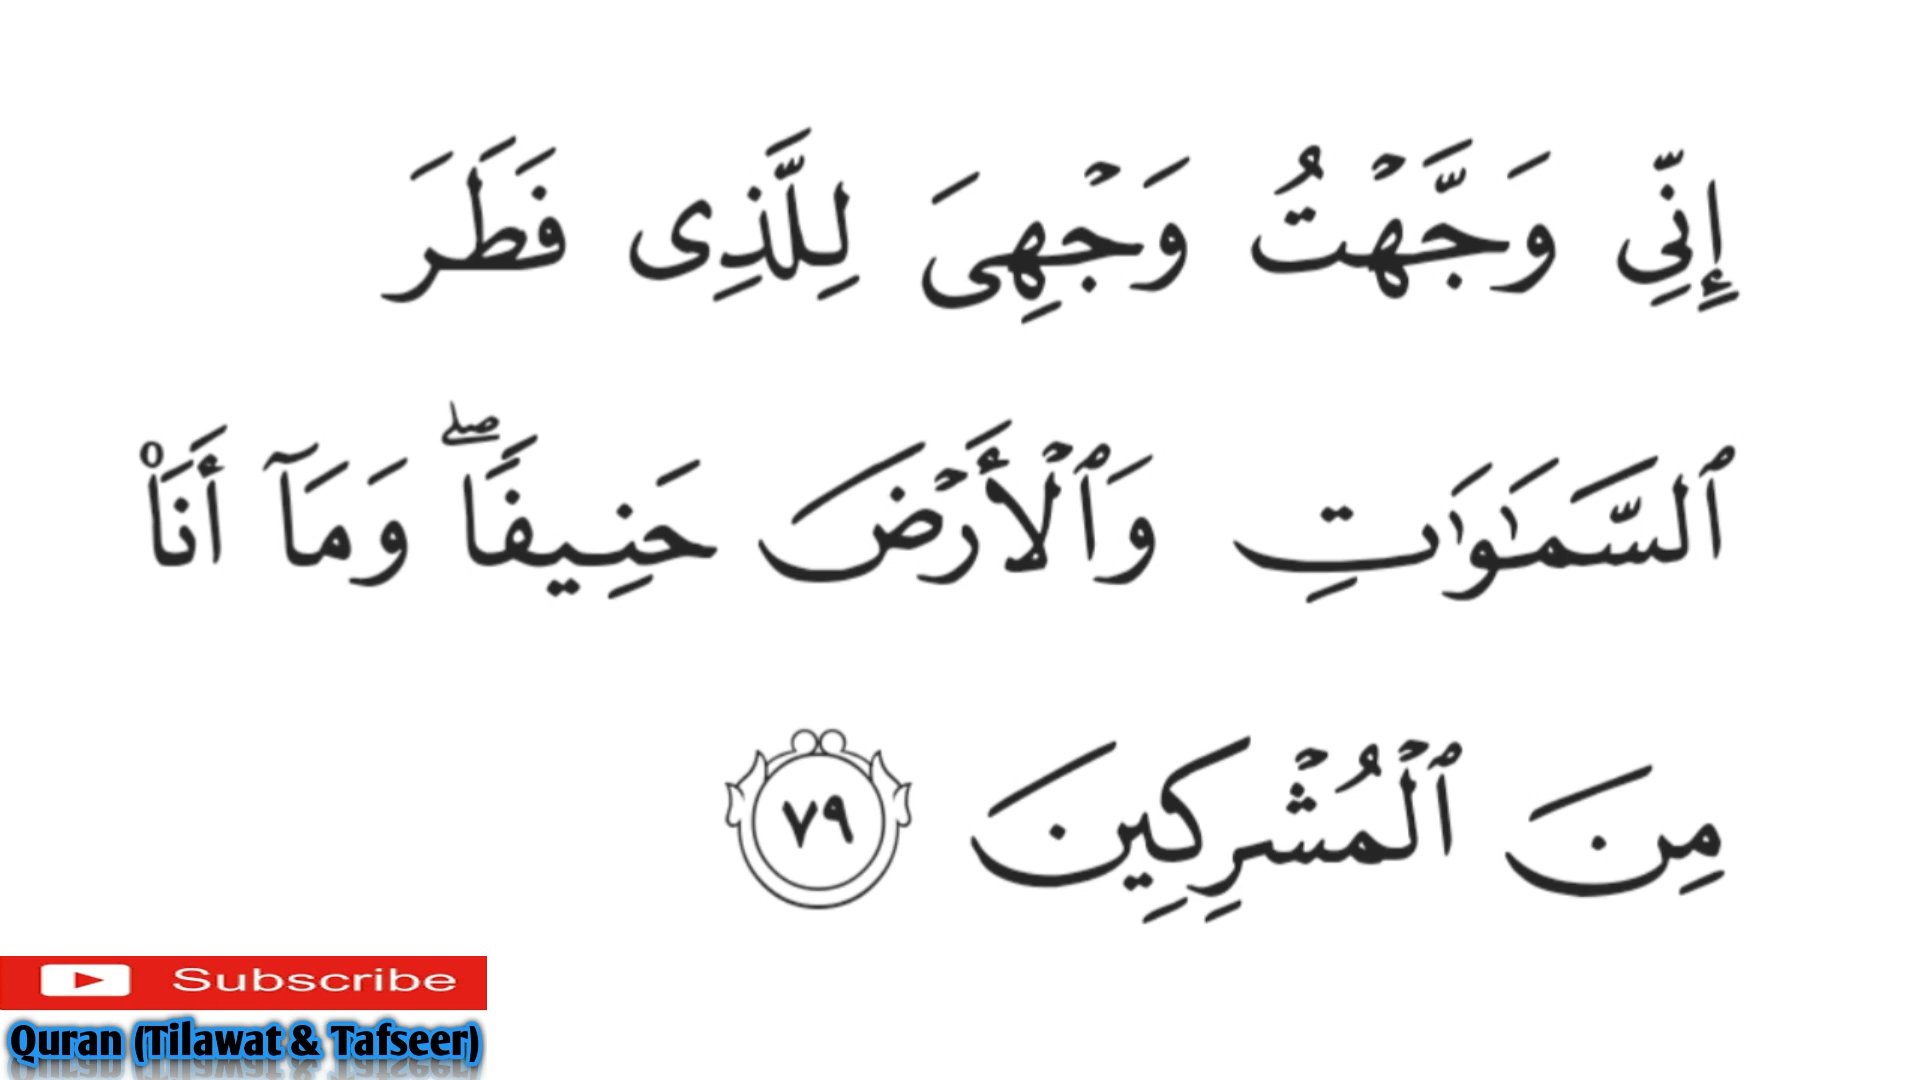 إِنِّى وَجَّهۡتُ وَجۡهِىَ لِلَّذِى فَطَرَ
ٱلسَّمَٰوَٰتِ وَٱلۡأَرۡضَ حَنِيفًاۖ وَمَآ أَنَا۠
مِنَ ٱلۡمُشۡرِكِينَ ٧٩
Subscribe
Quran (Tilawat & Tafseer)